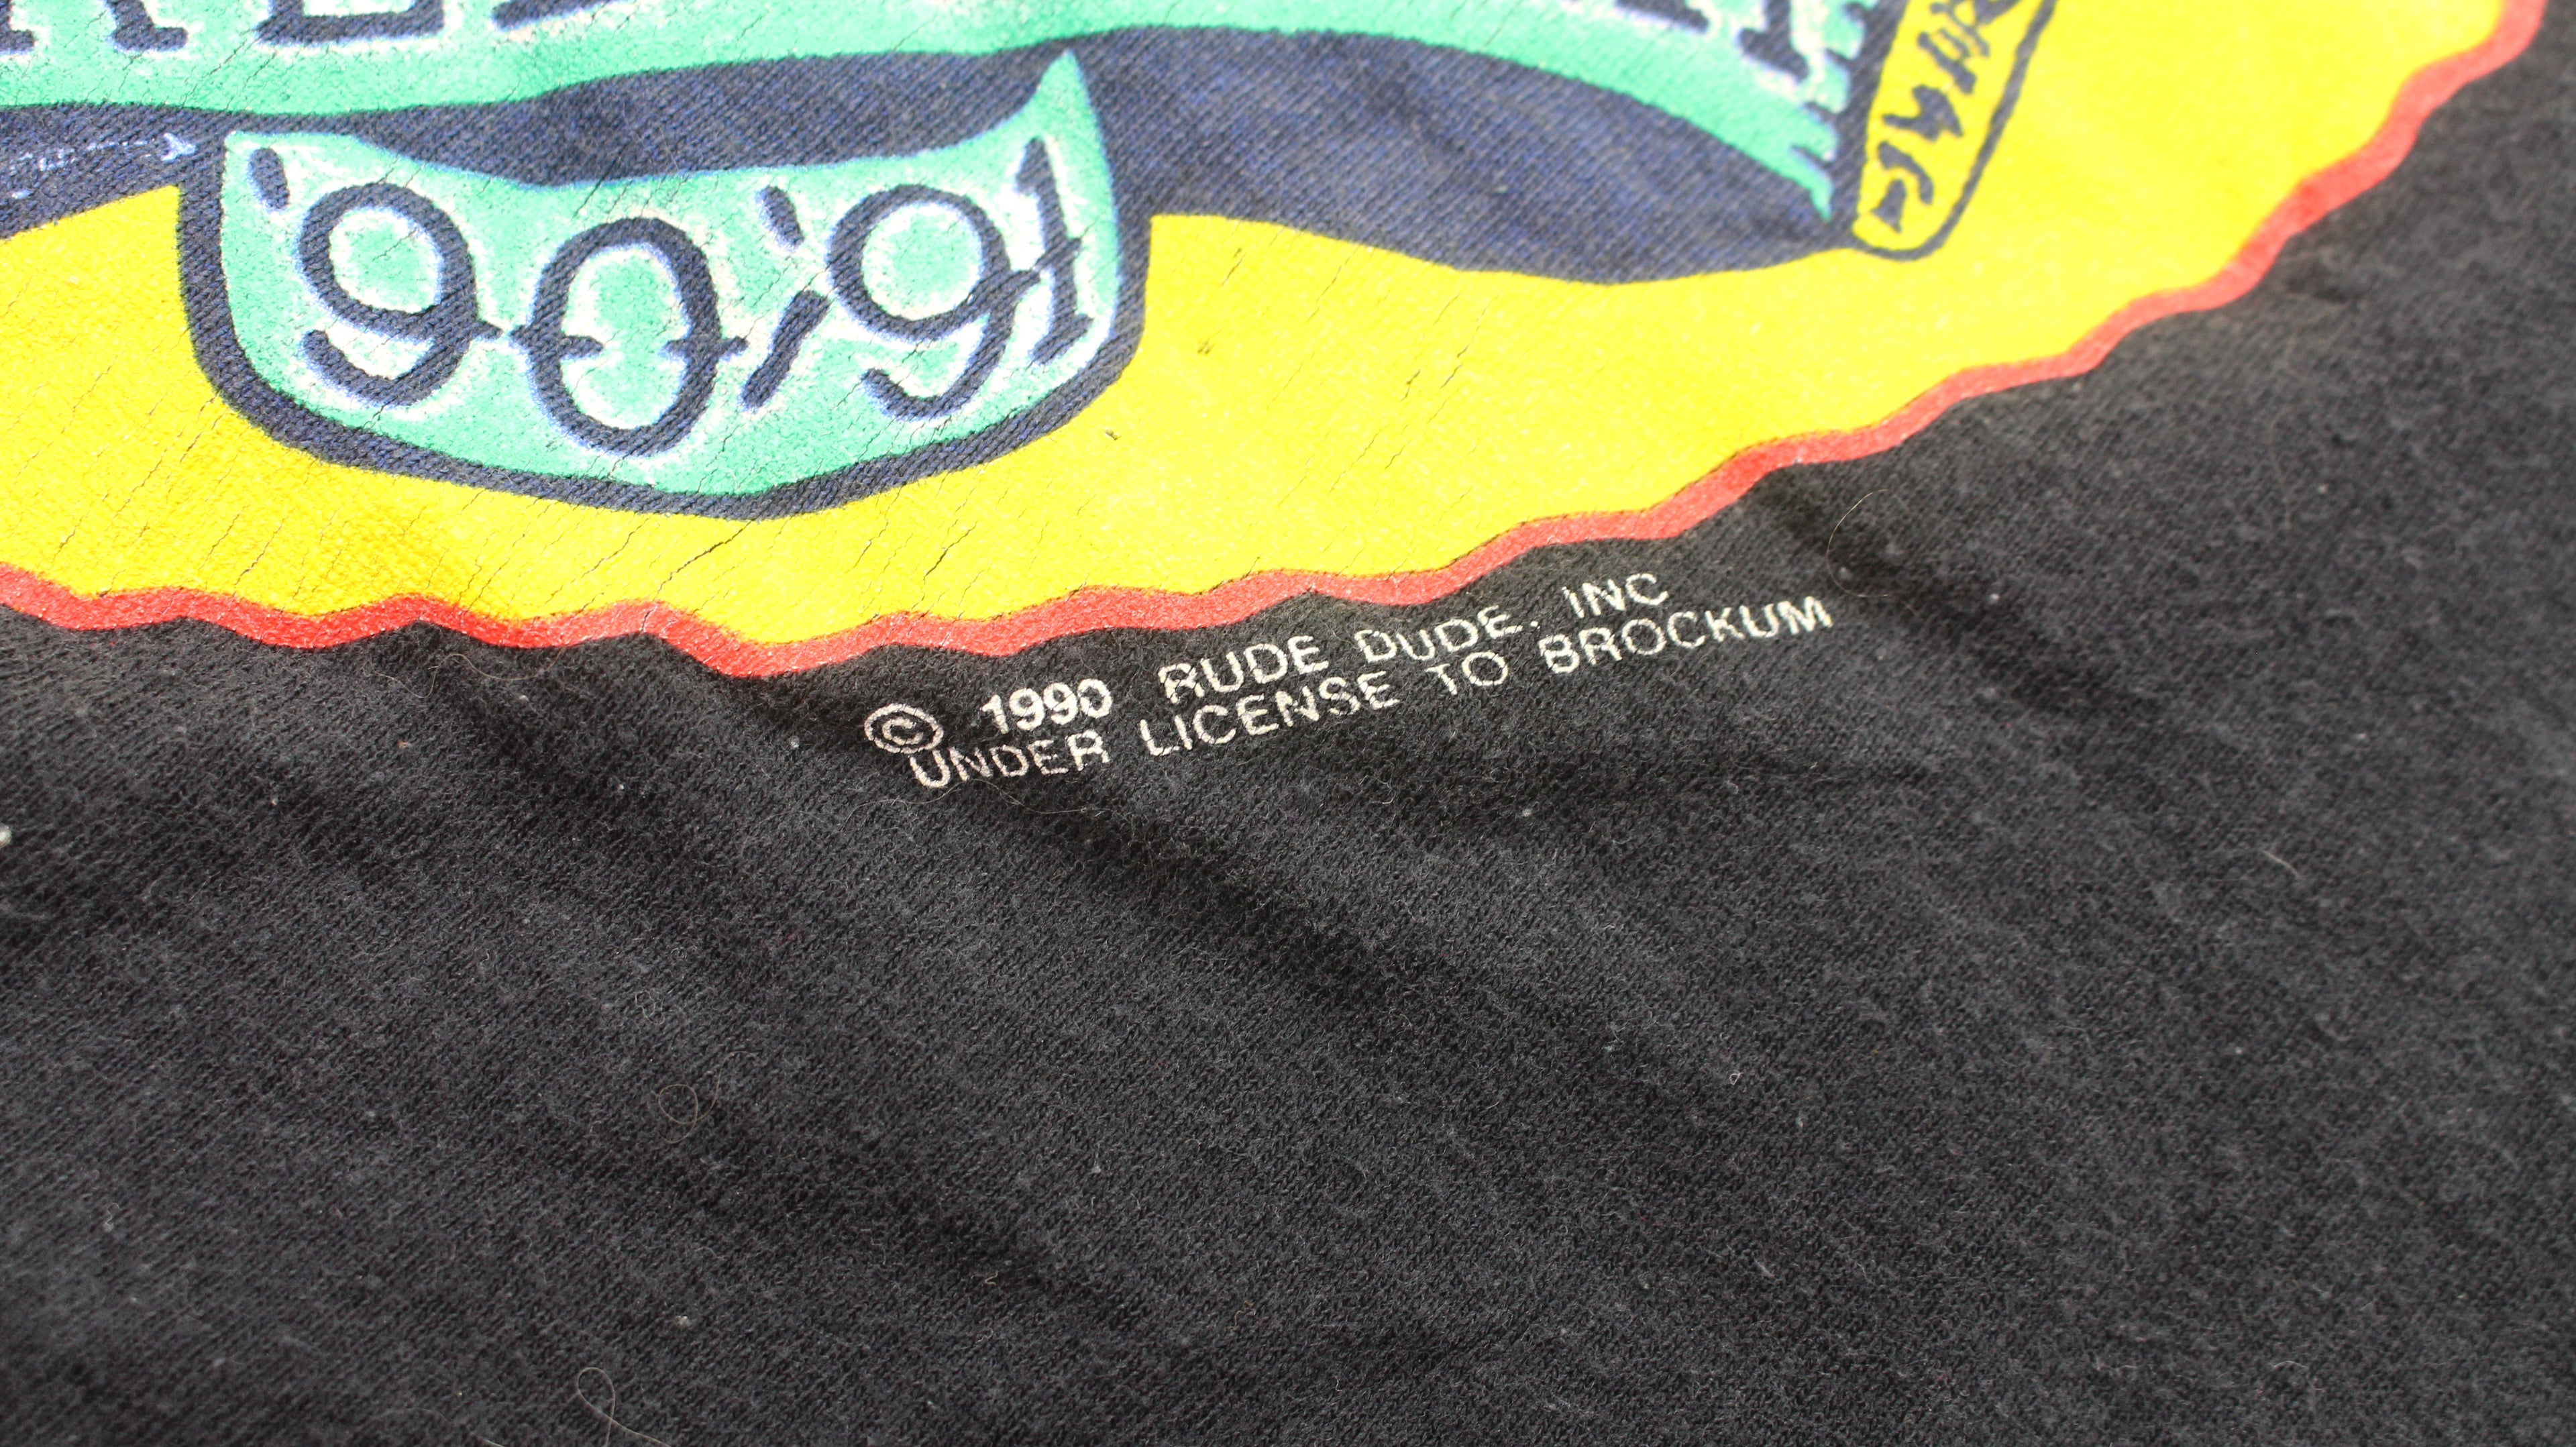 '90-'91
© 1990 RUDE DUDE, INC
UNDER LICENSE TO BROCKUM